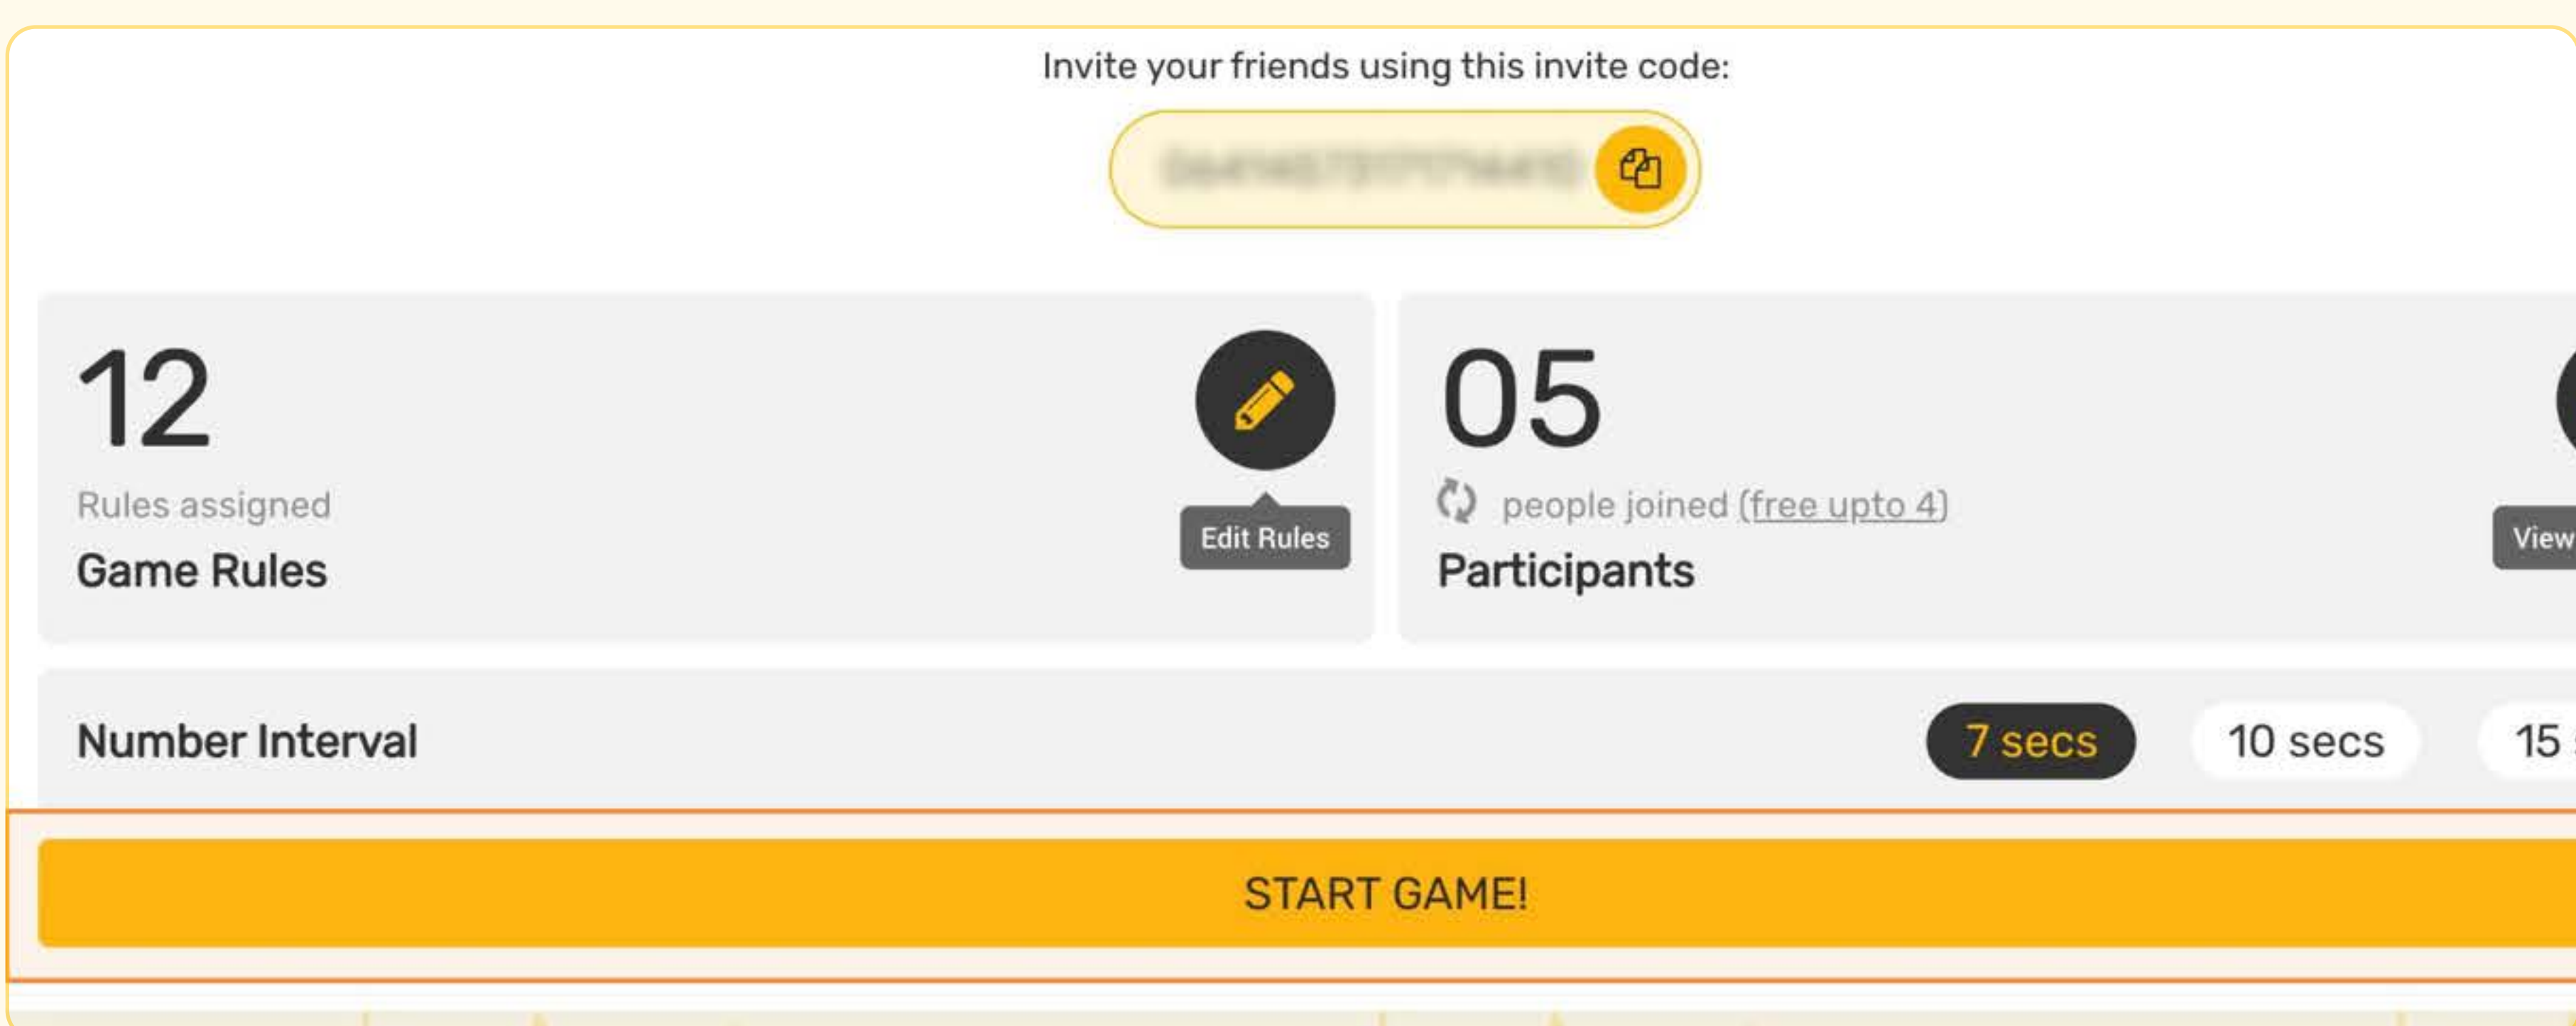 Invite your friends using this invite code:
12
Rules assigned
Game Rules
Edit Rules
05
people joined (free upto 4)
Participants
View
Number Interval
7 secs
10 secs
15
START GAME!